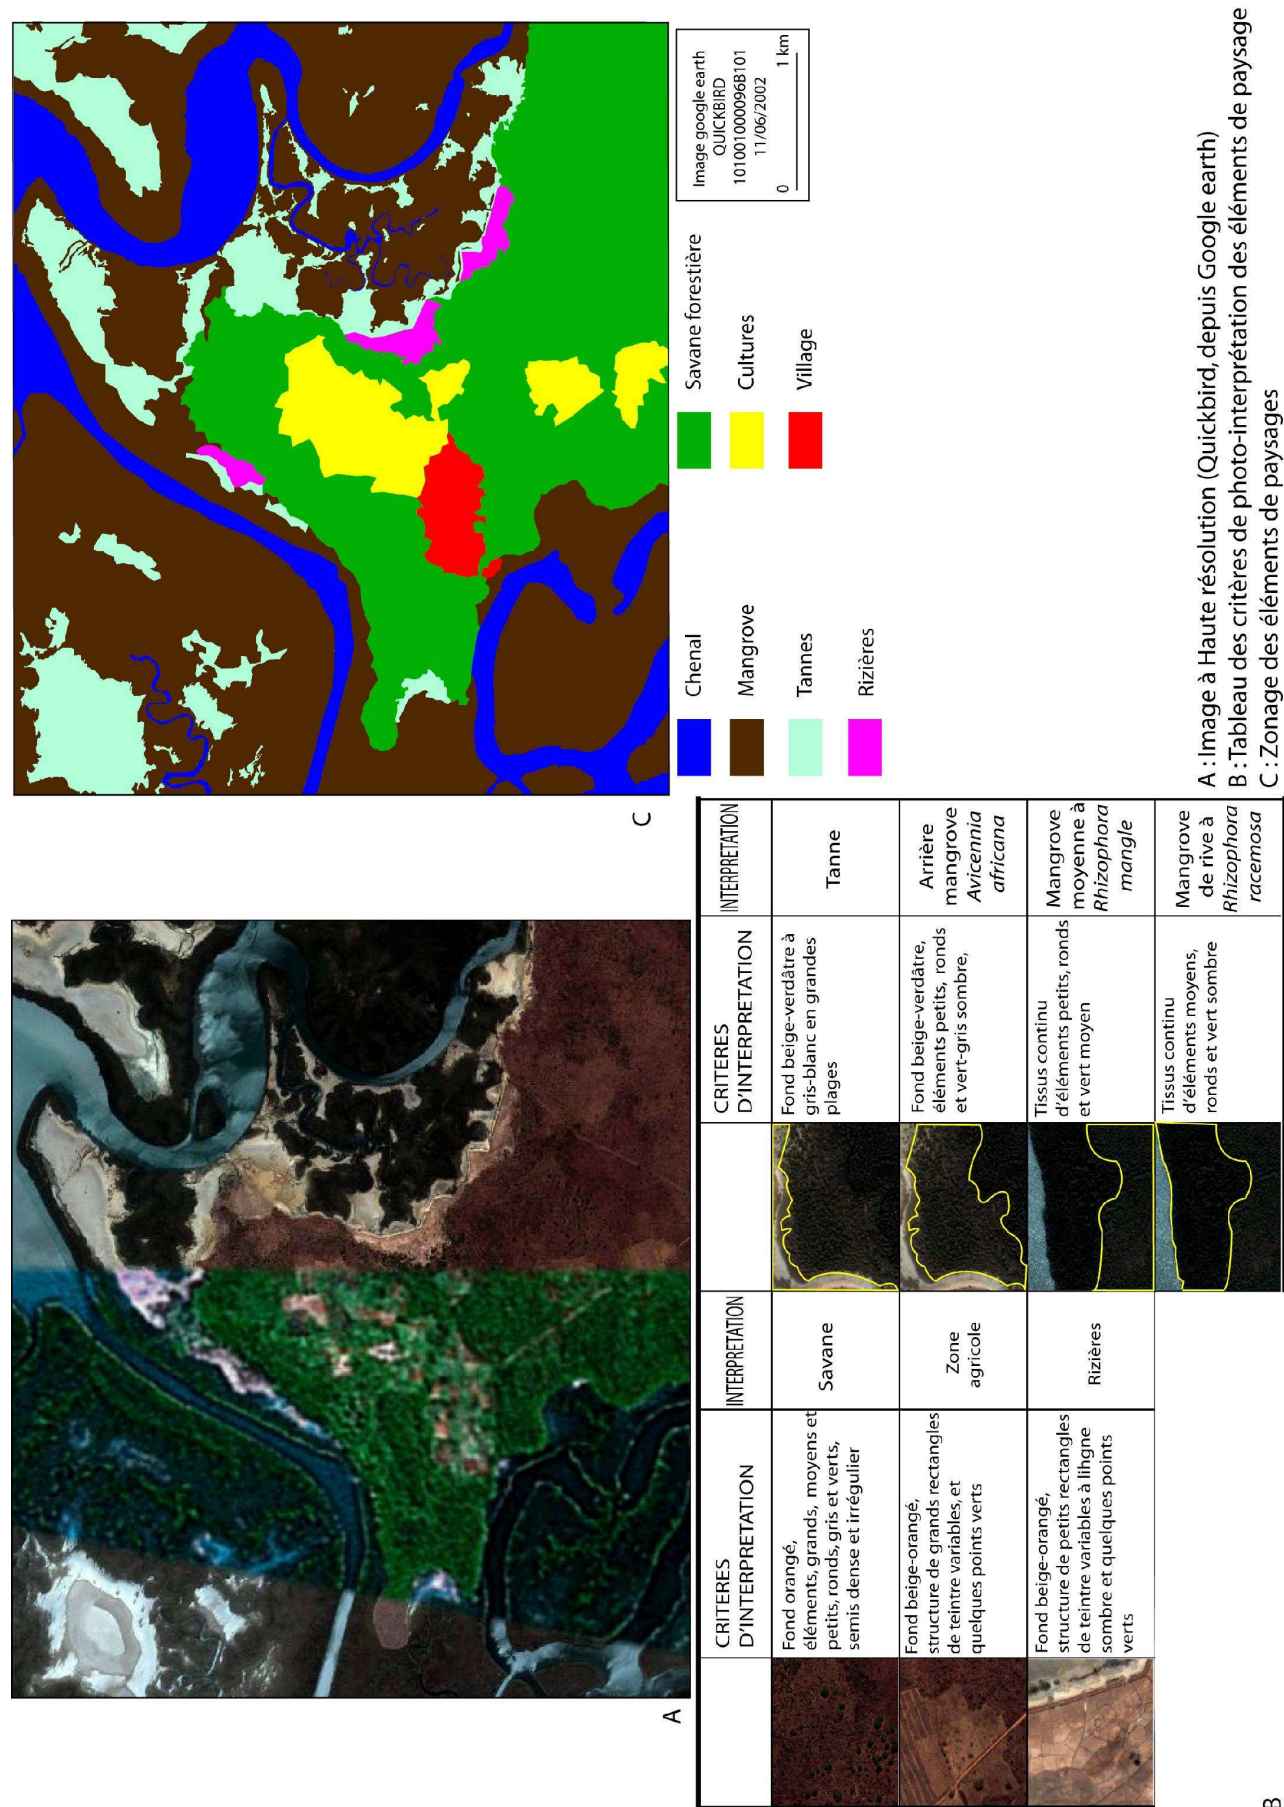 A
C
Image google earth
QUICKBIRD
1010010000096B101
11/06/2002
0 1 km
Chenal
Mangrove
Tannes
Rizières
Savane forestière
Cultures
Village
B
CRITERES
D'INTERPRETATION
INTERPRETATION
Fond orangé,
éléments, grands, moyens et
petits, ronds, gris et verts,
semis dense et irrégulier
Savane
Fond beige-orangé,
structure de grands rectangles
de teintre variables, et
quelques points verts
Zone
agricole
Fond beige-orangé,
structure de petits rectangles
de teintre variables à lihgne
sombre et quelques points
verts
Rizières
CRITERES
D'INTERPRETATION
INTERPRETATION
Fond beige-verdâtre à
gris-blanc en grandes
plages
Tanne
Fond beige-verdâtre,
éléments petits, ronds
et vert-gris sombre,
Arrière
mangrove
Avicennia
africana
Tissus continu
d'éléments petits, ronds
et vert moyen
Mangrove
moyenne à
Rhizophora
mangle
Tissus continu
d'éléments moyens,
ronds et vert sombre
Mangrove
de rive à
Rhizophora
racemosa
A : Image à Haute résolution (Quickbird, depuis Google earth)
B : Tableau des critères de photo-interprétation des éléments de paysage
C : Zonage des éléments de paysages